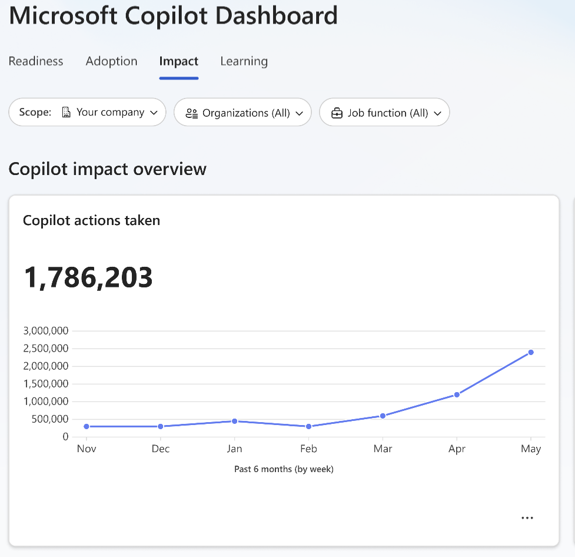 Microsoft Copilot Dashboard
Readiness Adoption Impact Learning
Scope: Your company Organizations (All) Job function (All)
Copilot impact overview
Copilot actions taken
1,786,203
3,000,000
2,500,000
2,000,000
1,500,000
1,000,000
500,000
0
Nov Dec Jan Feb Mar Apr May
Past 6 months (by week)
...